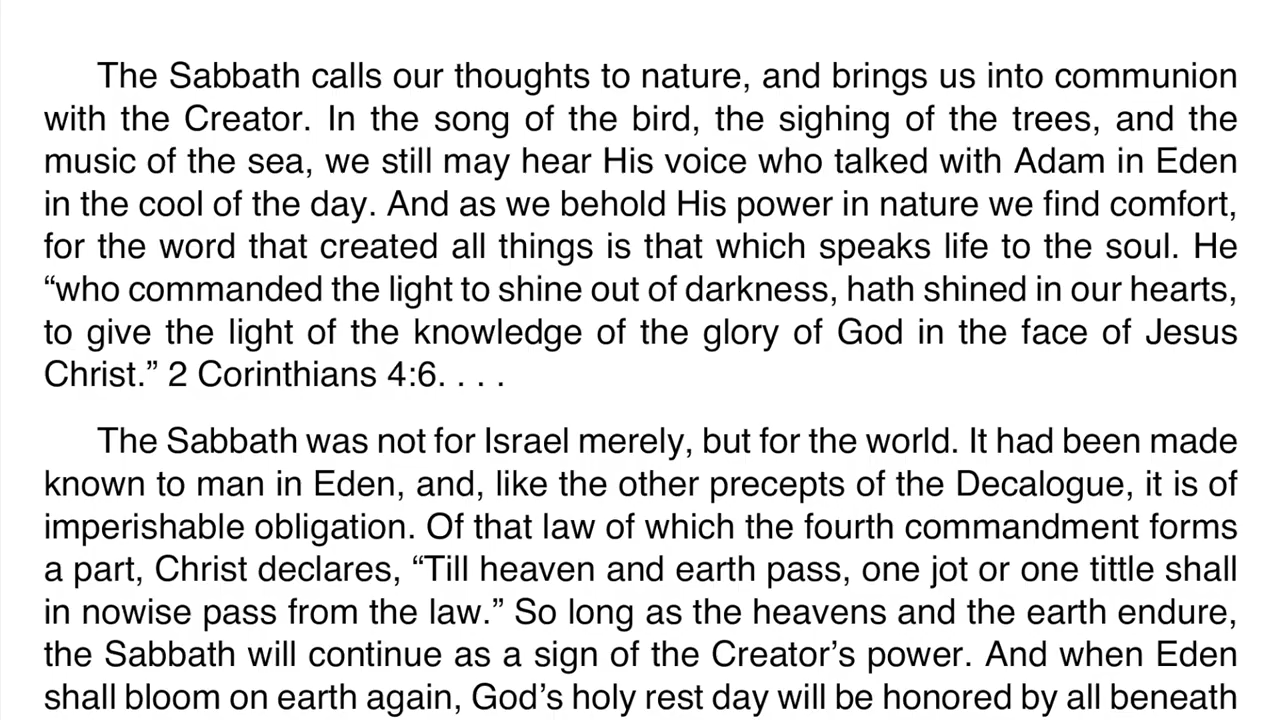 The Sabbath calls our thoughts to nature, and brings us into communion
with the Creator. In the song of the bird, the sighing of the trees, and the
music of the sea, we still may hear His voice who talked with Adam in Eden
in the cool of the day. And as we behold His power in nature we find comfort,
for the word that created all things is that which speaks life to the soul. He
“who commanded the light to shine out of darkness, hath shined in our hearts,
to give the light of the knowledge of the glory of God in the face of Jesus
Christ.” 2 Corinthians 4:6. . . .
The Sabbath was not for Israel merely, but for the world. It had been made
known to man in Eden, and, like the other precepts of the Decalogue, it is of
imperishable obligation. Of that law of which the fourth commandment forms
a part, Christ declares, “Till heaven and earth pass, one jot or one tittle shall
in nowise pass from the law.” So long as the heavens and the earth endure,
the Sabbath will continue as a sign of the Creator’s power. And when Eden
shall bloom on earth again, God’s holy rest day will be honored by all beneath